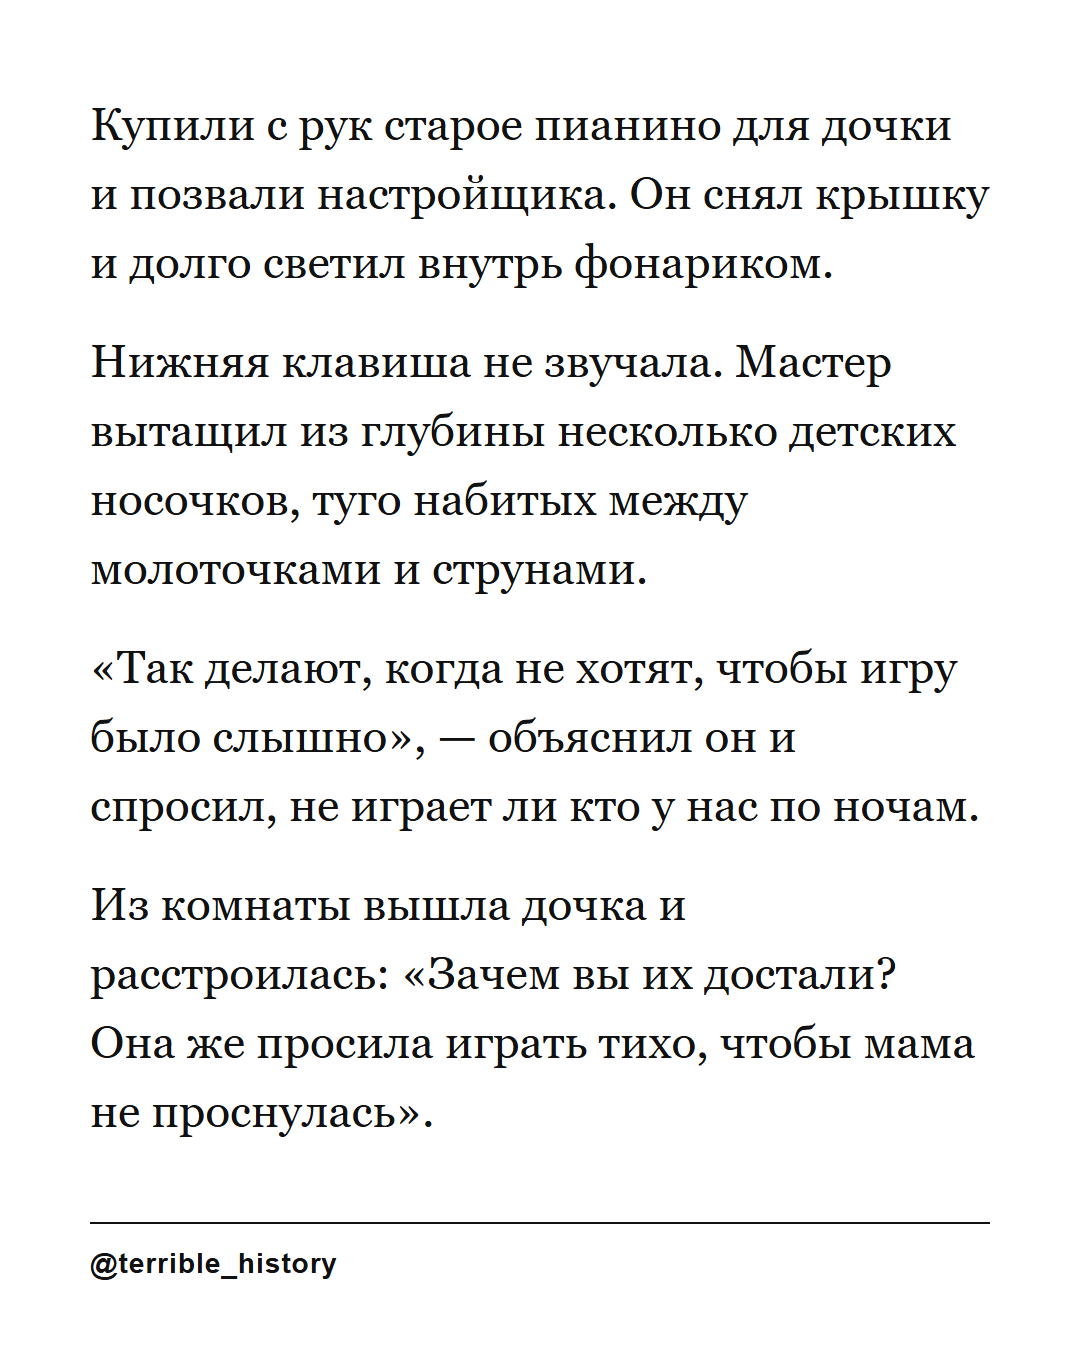 Купили с рук старое пианино для дочки
и позвали настройщика. Он снял крышку
и долго светил внутрь фонариком.
Нижняя клавиша не звучала. Мастер
вытащил из глубины несколько детских
носочков, туго набитых между
молоточками и струнами.
«Так делают, когда не хотят, чтобы игру
было слышно», — объяснил он и
спросил, не играет ли кто у нас по ночам.
Из комнаты вышла дочка и
расстроилась: «Зачем вы их достали?
Она же просила играть тихо, чтобы мама
не проснулась».
@terrible_history